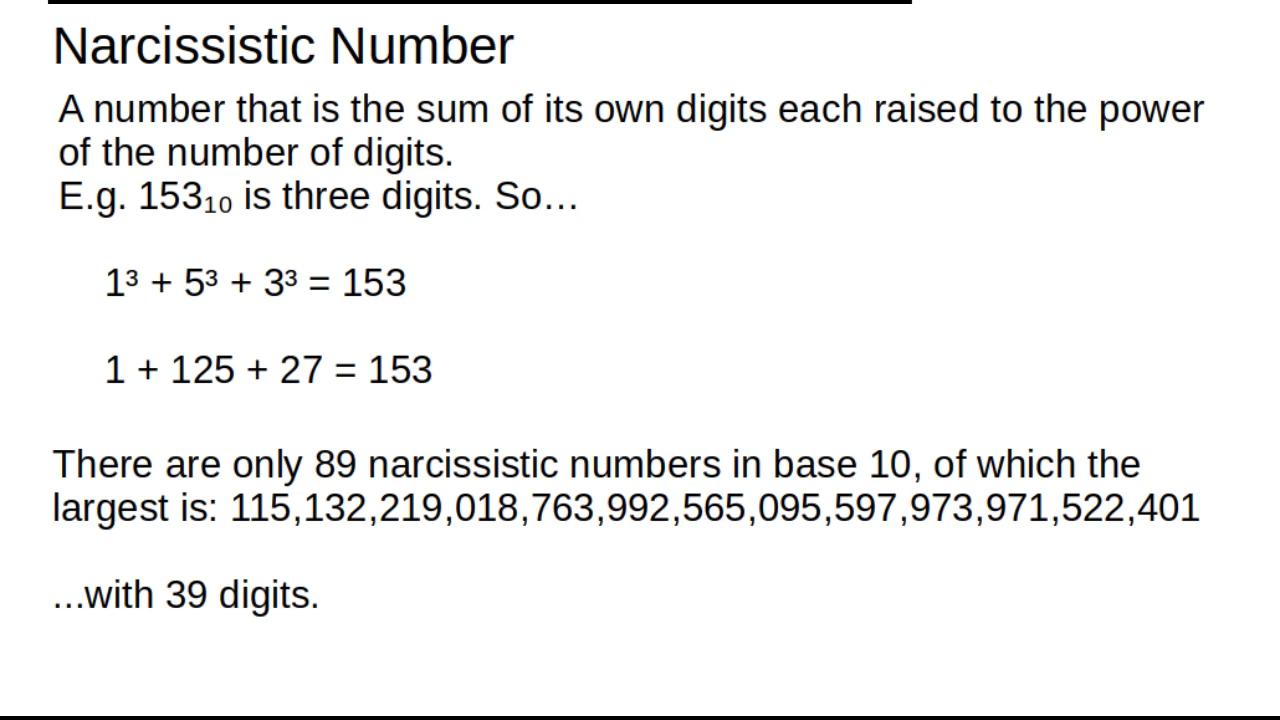 Narcissistic Number
A number that is the sum of its own digits each raised to the power
of the number of digits.
E.g. 153₁₀ is three digits. So…
1³ + 5³ + 3³ = 153
1 + 125 + 27 = 153
There are only 89 narcissistic numbers in base 10, of which the
largest is: 115,132,219,018,763,992,565,095,597,973,971,522,401
...with 39 digits.